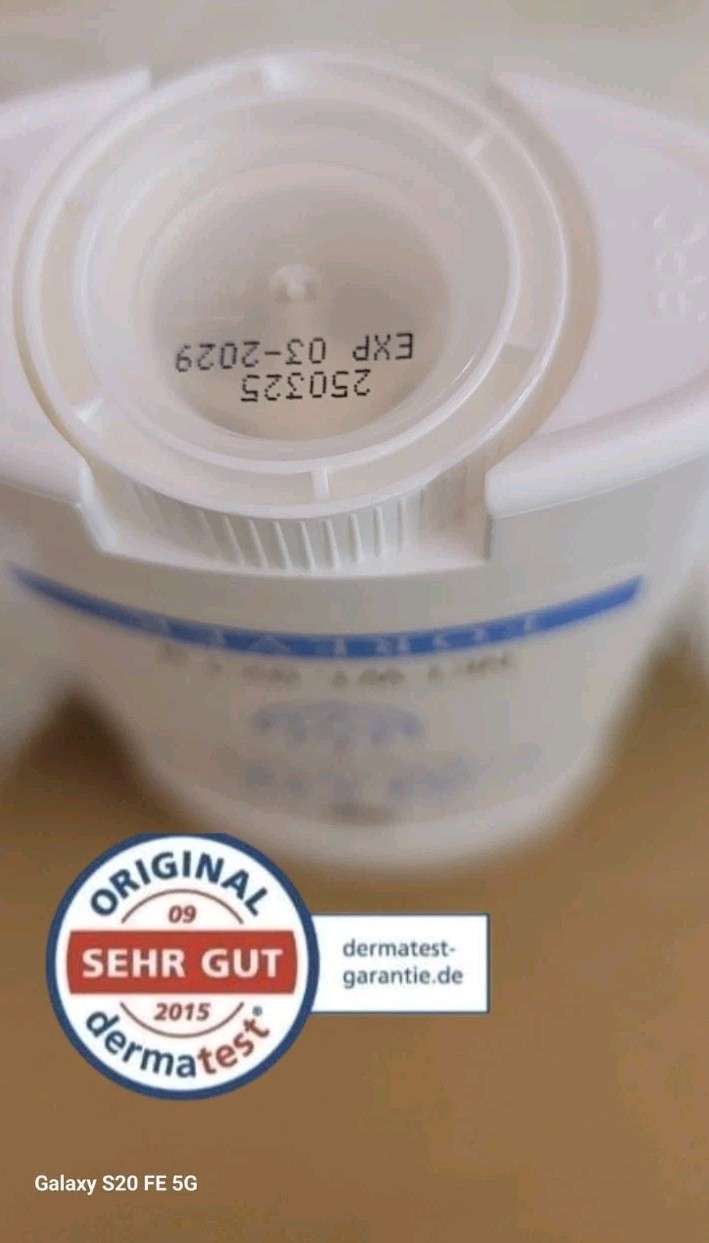 250325
EXP 03-2029
ORIGINAL
09
SEHR GUT
2015
dermatest®
dermatest-
garantie.de
Galaxy S20 FE 5G